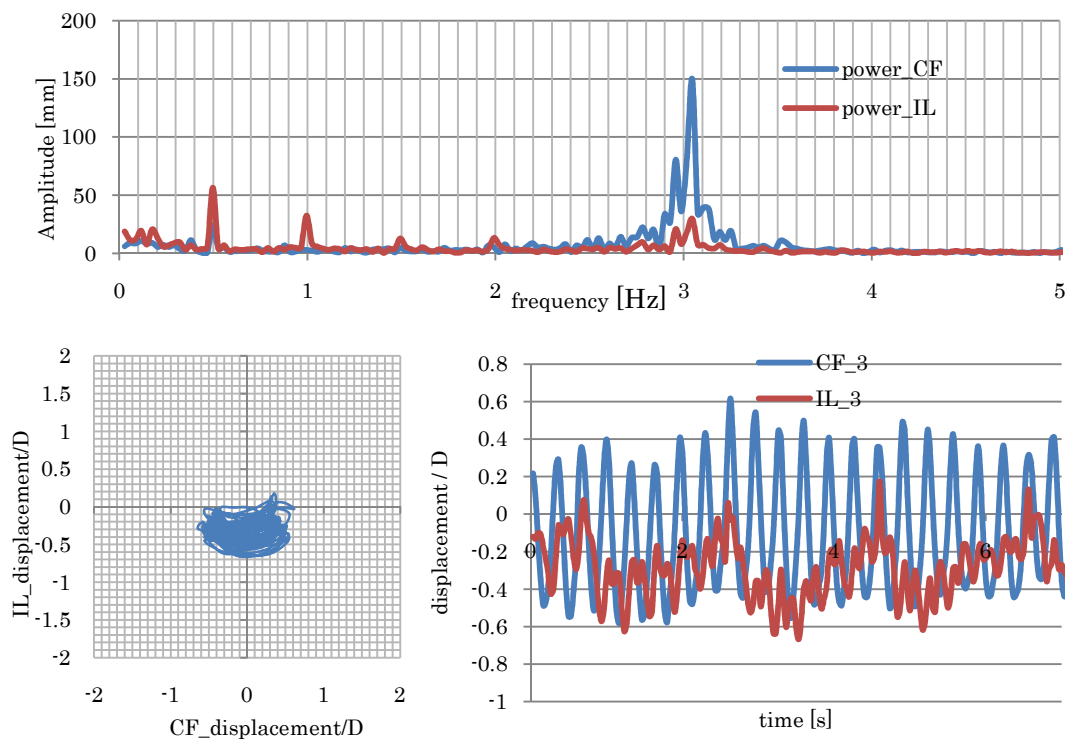 200
150
100
50
0
Amplitude [mm]
power_CF
power_IL
0 1 2 3 4 5
frequency [Hz]
2
1.5
1
0.5
0
-0.5
-1
-1.5
-2
IL_displacement/D
-2 -1 0 1 2
CF_displacement/D
0.8
0.6
0.4
0.2
0
-0.2
-0.4
-0.6
-0.8
-1
displacement / D
CF_3
IL_3
0 2 4 6
time [s]